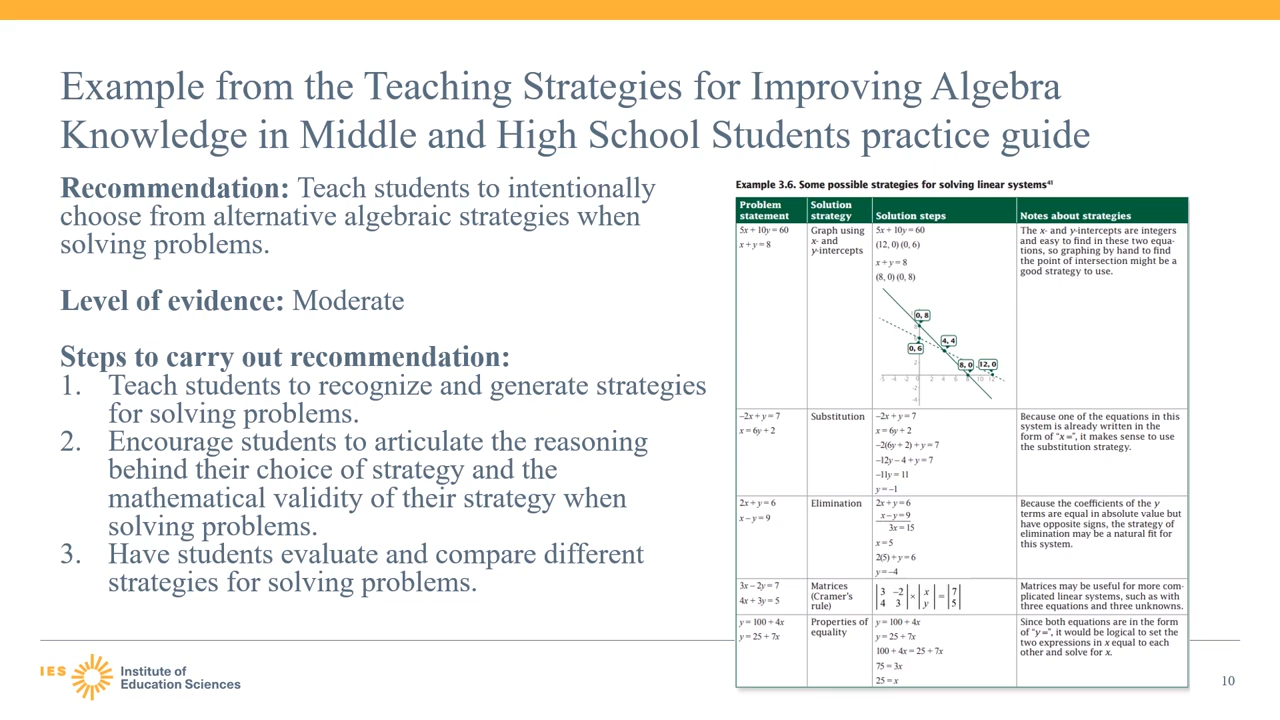 Example from the Teaching Strategies for Improving Algebra
Knowledge in Middle and High School Students practice guide
Recommendation: Teach students to intentionally
choose from alternative algebraic strategies when
solving problems.
Level of evidence: Moderate
Steps to carry out recommendation:
1. Teach students to recognize and generate strategies
for solving problems.
2. Encourage students to articulate the reasoning
behind their choice of strategy and the
mathematical validity of their strategy when
solving problems.
3. Have students evaluate and compare different
strategies for solving problems.
Example 3.6. Some possible strategies for solving linear systems⁴¹
Problem
statement
Solution
strategy
Solution steps
Notes about strategies
5x + 10y = 60
x + y = 8
Graph using
x- and
y-intercepts
5x + 10y = 60
(12, 0) (0, 6)
x + y = 8
(8, 0) (0, 8)
0, 8
4, 4
0, 6
8, 0
12, 0
The x- and y-intercepts are integers
and easy to find in these two equa-
tions, so graphing by hand to find
the point of intersection might be a
good strategy to use.
–2x + y = 7
x = 6y + 2
Substitution
–2x + y = 7
x = 6y + 2
–2(6y + 2) + y = 7
–12y – 4 + y = 7
–11y = 11
y = –1
Because one of the equations in this
system is already written in the
form of “x =”, it makes sense to use
the substitution strategy.
2x + y = 6
x – y = 9
Elimination
2x + y = 6
x – y = 9
3x = 15
x = 5
2(5) + y = 6
y = –4
Because the coefficients of the y
terms are equal in absolute value but
have opposite signs, the strategy of
elimination may be a natural fit for
this system.
3x – 2y = 7
4x + 3y = 5
Matrices
(Cramer’s
rule)
|3 –2| × |x| = |7|
|4 3| |y| |5|
Matrices may be useful for more com-
plicated linear systems, such as with
three equations and three unknowns.
y = 100 + 4x
y = 25 + 7x
Properties of
equality
y = 100 + 4x
y = 25 + 7x
100 + 4x = 25 + 7x
75 = 3x
25 = x
Since both equations are in the form
of “y =”, it would be logical to set the
two expressions in x equal to each
other and solve for x.
IES
Institute of
Education Sciences
10